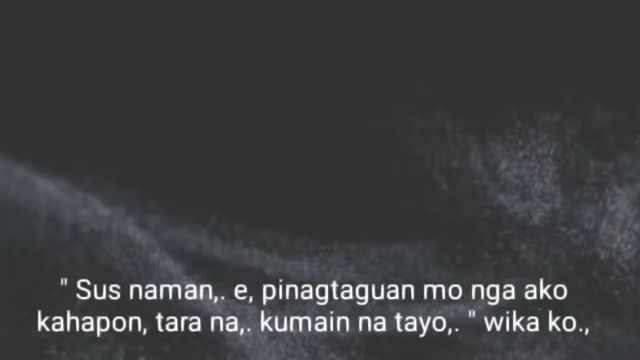 " Sus naman,. e, pinagtaguan mo nga ako
kahapon, tara na,. kumain na tayo,. " wika ko.,